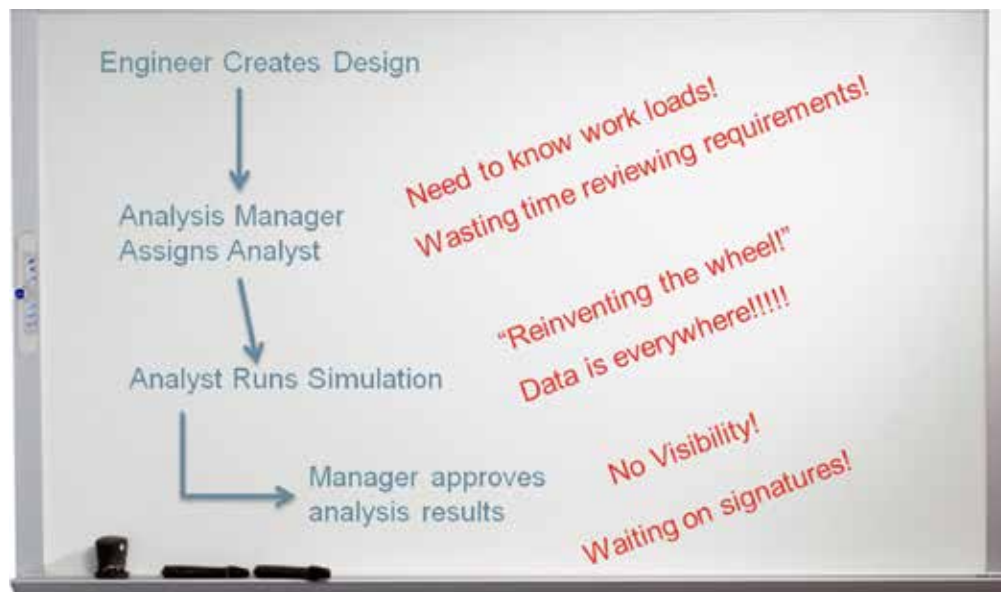 Engineer Creates Design
Need to know work loads!
Wasting time reviewing requirements!
Analysis Manager
Assigns Analyst
“Reinventing the wheel!”
Data is everywhere!!!!!
Analyst Runs Simulation
No Visibility!
Manager approves
analysis results
Waiting on signatures!